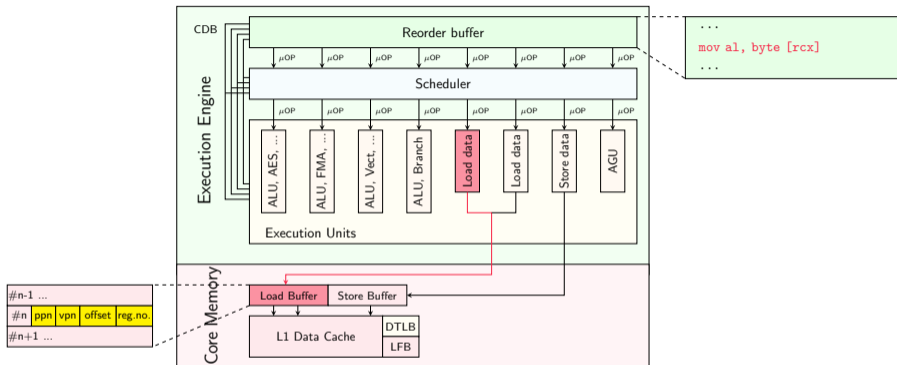 CDB
Reorder buffer
...
mov al, byte [rcx]
...
μOP μOP μOP μOP μOP μOP μOP μOP
Scheduler
μOP μOP μOP μOP μOP μOP μOP μOP
Execution Engine
ALU, AES, ...
ALU, FMA, ...
ALU, Vect, ...
ALU, Branch
Load data
Load data
Store data
AGU
Execution Units
Core Memory
#n-1 ...
#n ppn vpn offset reg.no.
#n+1 ...
Load Buffer Store Buffer
L1 Data Cache
DTLB
LFB